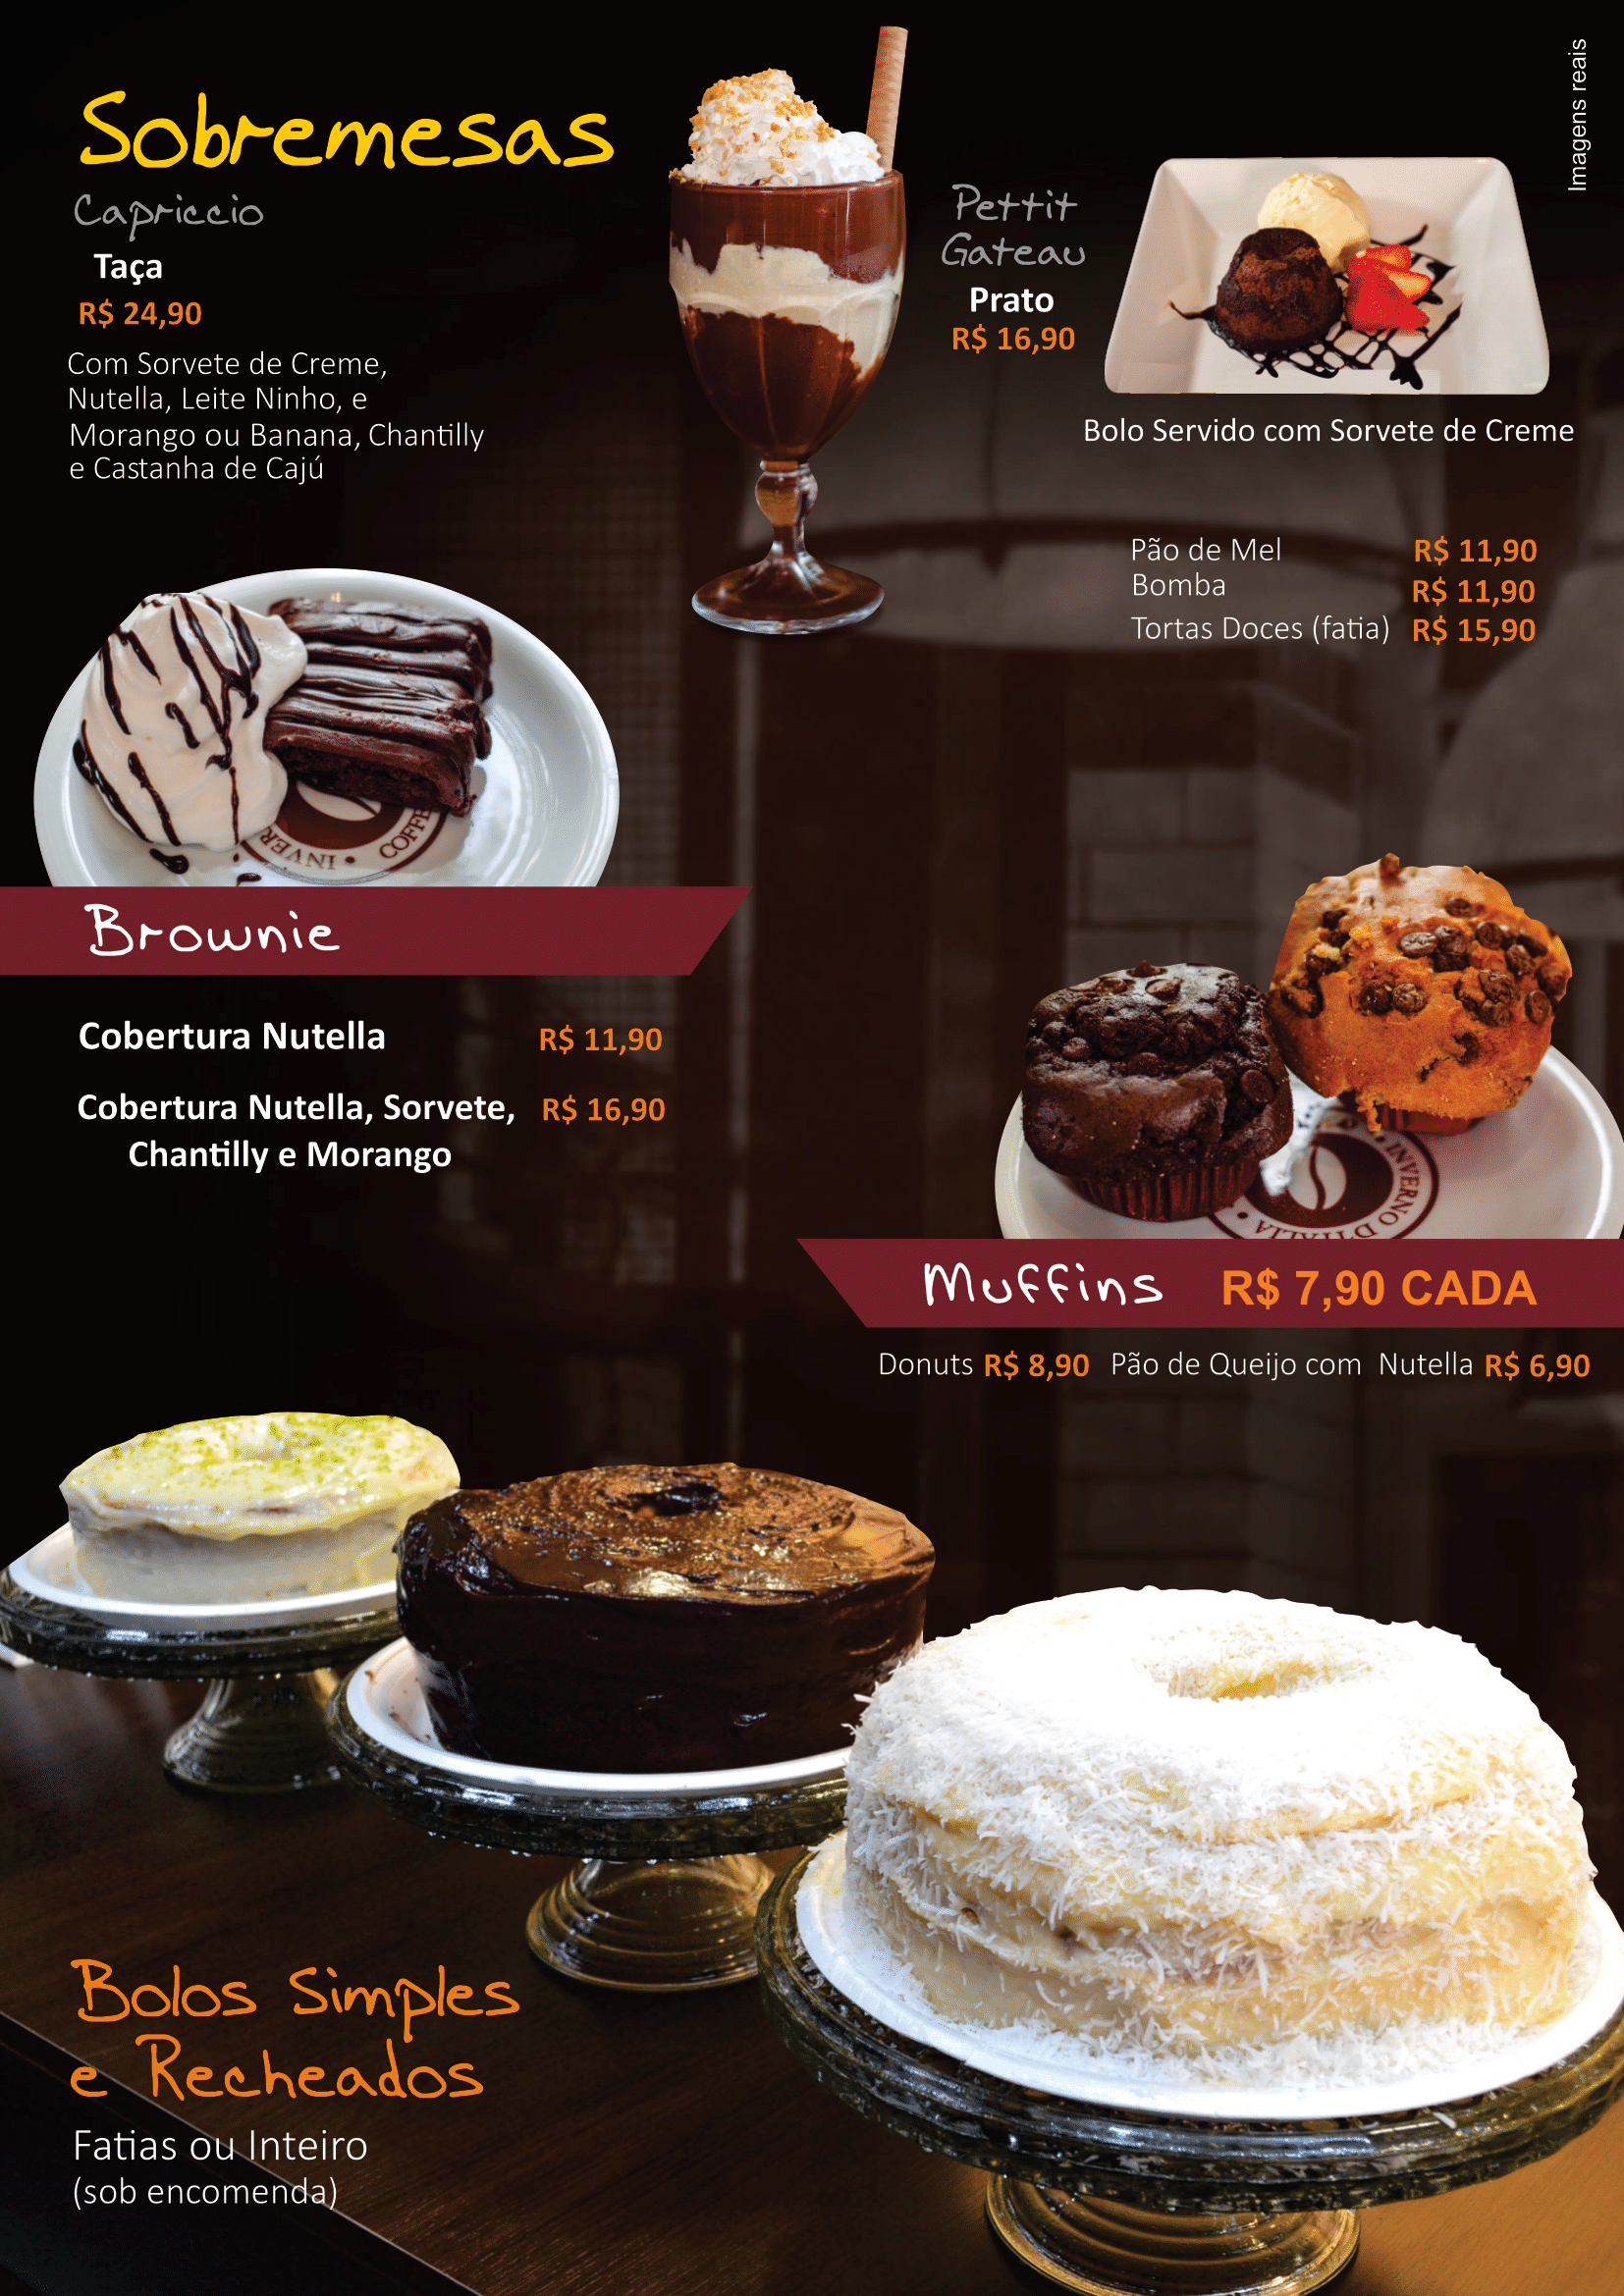 Imagens reais
Sobremesas
Capriccio
Taça
R$ 24,90
Com Sorvete de Creme,
Nutella, Leite Ninho, e
Morango ou Banana, Chantilly
e Castanha de Cajú
Pettit
Gateau
Prato
R$ 16,90
Bolo Servido com Sorvete de Creme
Pão de Mel R$ 11,90
Bomba R$ 11,90
Tortas Doces (fatia) R$ 15,90
Brownie
Cobertura Nutella R$ 11,90
Cobertura Nutella, Sorvete, R$ 16,90
Chantilly e Morango
INVERNO D'ITALIA
Muffins R$ 7,90 CADA
Donuts R$ 8,90 Pão de Queijo com Nutella R$ 6,90
Bolos Simples
e Recheados
Fatias ou Inteiro
(sob encomenda)